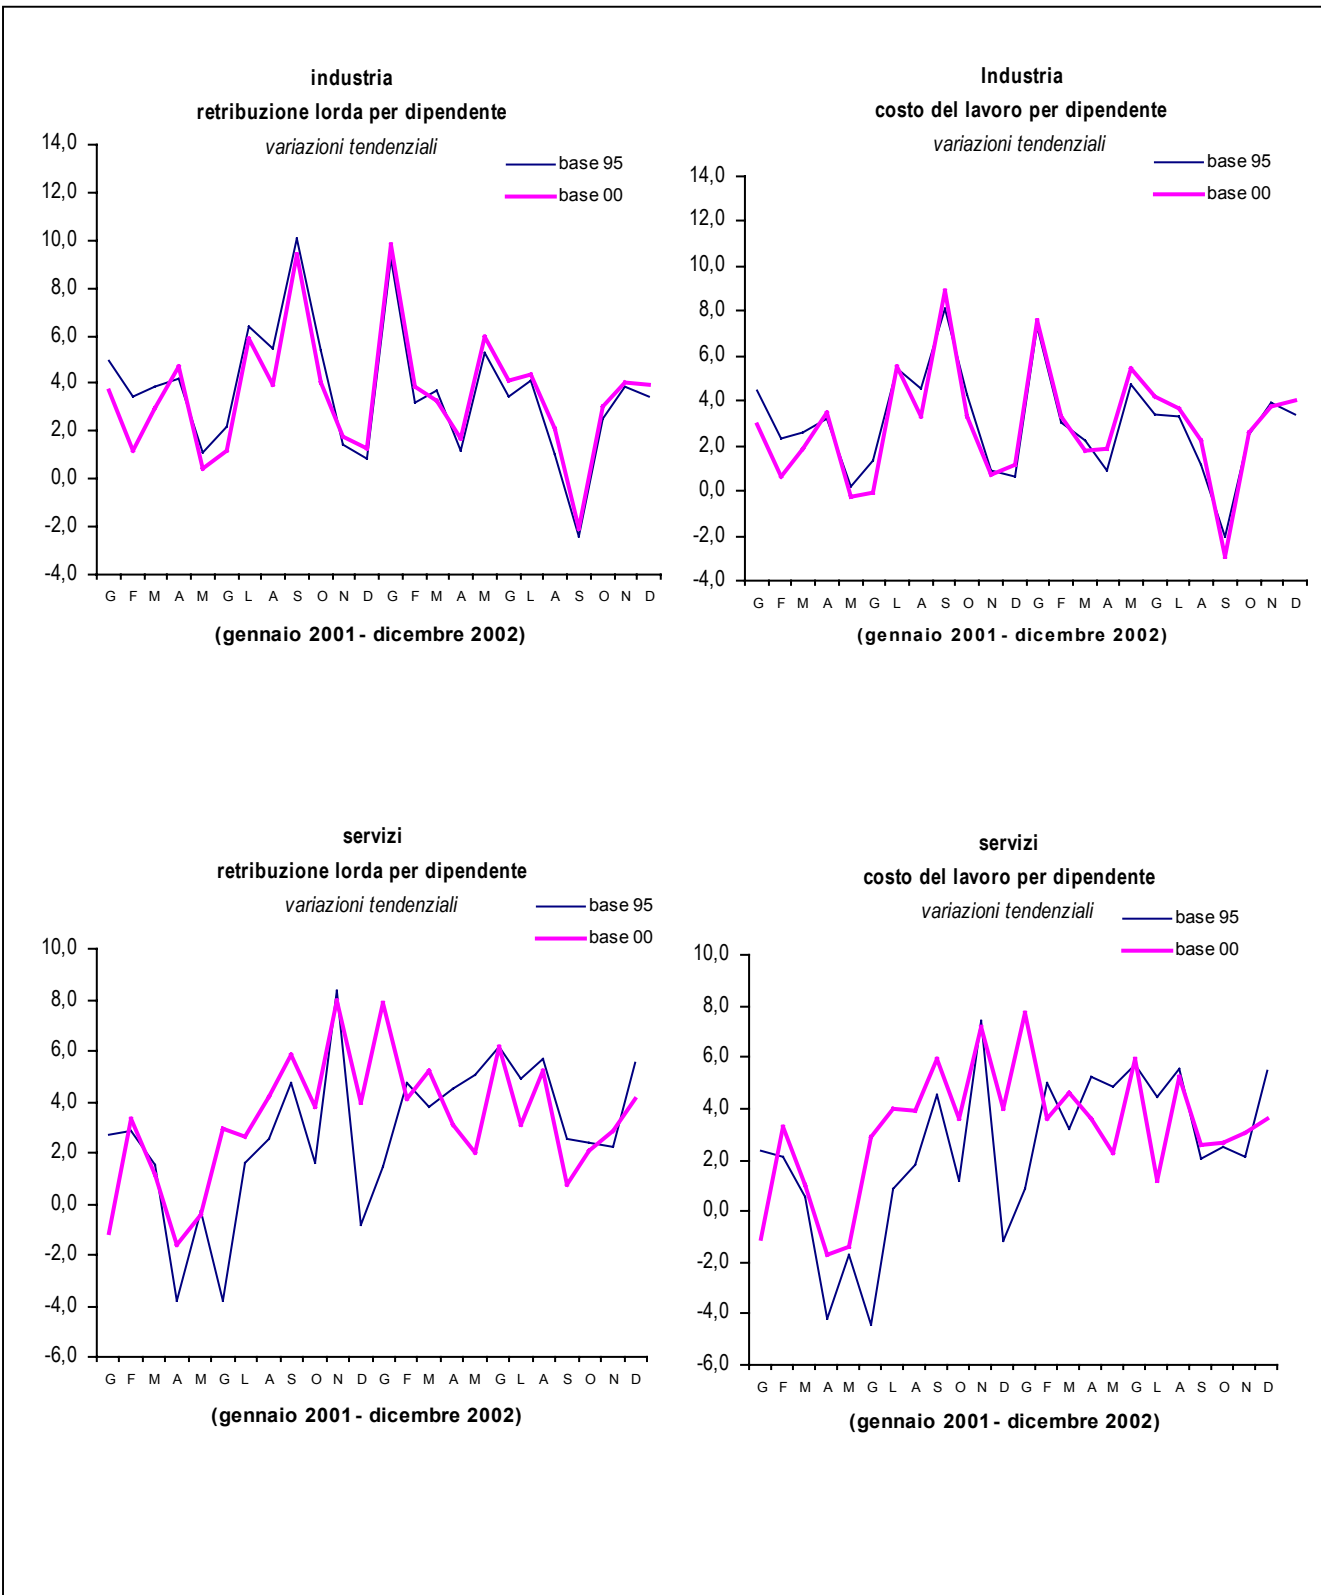 industria
retribuzione lorda per dipendente
variazioni tendenziali
base 95
base 00
14,0
12,0
10,0
8,0
6,0
4,0
2,0
0,0
-2,0
-4,0
G F M A M G L A S O N D G F M A M G L A S O N D
(gennaio 2001 - dicembre 2002)
Industria
costo del lavoro per dipendente
variazioni tendenziali
base 95
base 00
14,0
12,0
10,0
8,0
6,0
4,0
2,0
0,0
-2,0
-4,0
G F M A M G L A S O N D G F M A M G L A S O N D
(gennaio 2001 - dicembre 2002)
servizi
retribuzione lorda per dipendente
variazioni tendenziali
base 95
base 00
10,0
8,0
6,0
4,0
2,0
0,0
-2,0
-4,0
-6,0
G F M A M G L A S O N D G F M A M G L A S O N D
(gennaio 2001 - dicembre 2002)
servizi
costo del lavoro per dipendente
variazioni tendenziali
base 95
base 00
10,0
8,0
6,0
4,0
2,0
0,0
-2,0
-4,0
-6,0
G F M A M G L A S O N D G F M A M G L A S O N D
(gennaio 2001 - dicembre 2002)